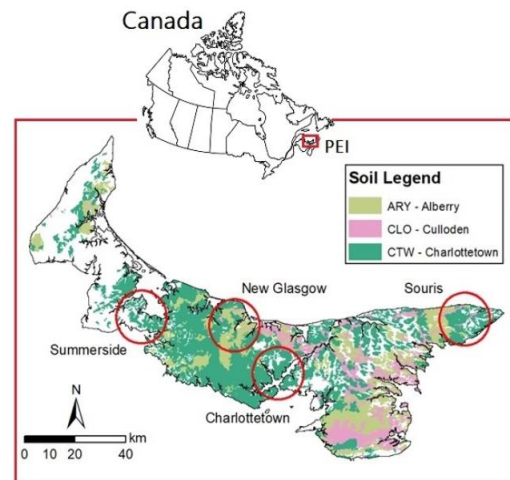 Canada
PEI
Soil Legend
ARY - Alberry
CLO - Culloden
CTW - Charlottetown
New Glasgow
Souris
Summerside
Charlottetown
N
km
0 10 20 40